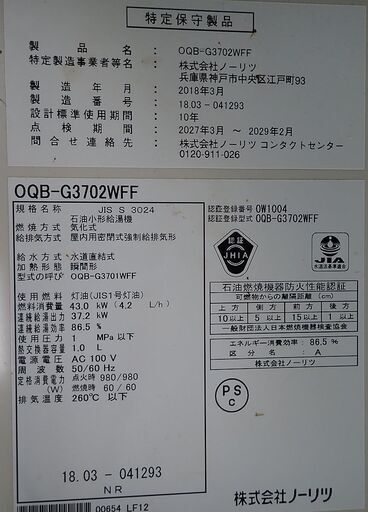 特定保守製品
製品名： OQB-G3702WFF
特定製造事業者等名： 株式会社ノーリツ
兵庫県神戸市中央区江戸町93
製造年月： 2018年3月
製造番号： 18.03 -041293
設計標準使用期間： 10年
点検期間： 2027年3月 ～ 2029年2月
問合せ連絡先： 株式会社ノーリツ コンタクトセンター
0120-911-026
OQB-G3702WFF
規格名称 JIS S 3024
石油小形給湯機
燃焼方式 気化式
給排気方式 屋内用密閉式強制給排気形
給水方式 水道直結式
加熱形態 瞬間形
型式の呼び OQB-G3701WFF
使用燃料 灯油(JIS1号灯油)
燃料消費量 43.0 kW (4.2 L/h)
連続給湯出力 37.2 kW
連続給湯効率 86.5 %
使用圧力 1 MPa 以下
熱交換器容量 1.0 L
電源電圧 AC 100 V
周波数 50/60 Hz
定格消費電力 点火時 980/980
(W) 燃焼時 60/60
排気温度 260℃ 以下
18.03 - 041293
NR
00654 LF12
認証登録番号 OW1004
認証登録型式 OQB-G3702WFF
認証
JHIA
JIA
石油燃焼機器防火性能認証
可燃物からの離隔距離 (cm)
上方 側方 前方 後方
10以上 5以上 15以上 1以上
一般財団法人日本燃焼機器検査協会
エネルギー消費効率： 86.5 %
区分： A
株式会社ノーリツ
PS
C
株式会社ノーリツ